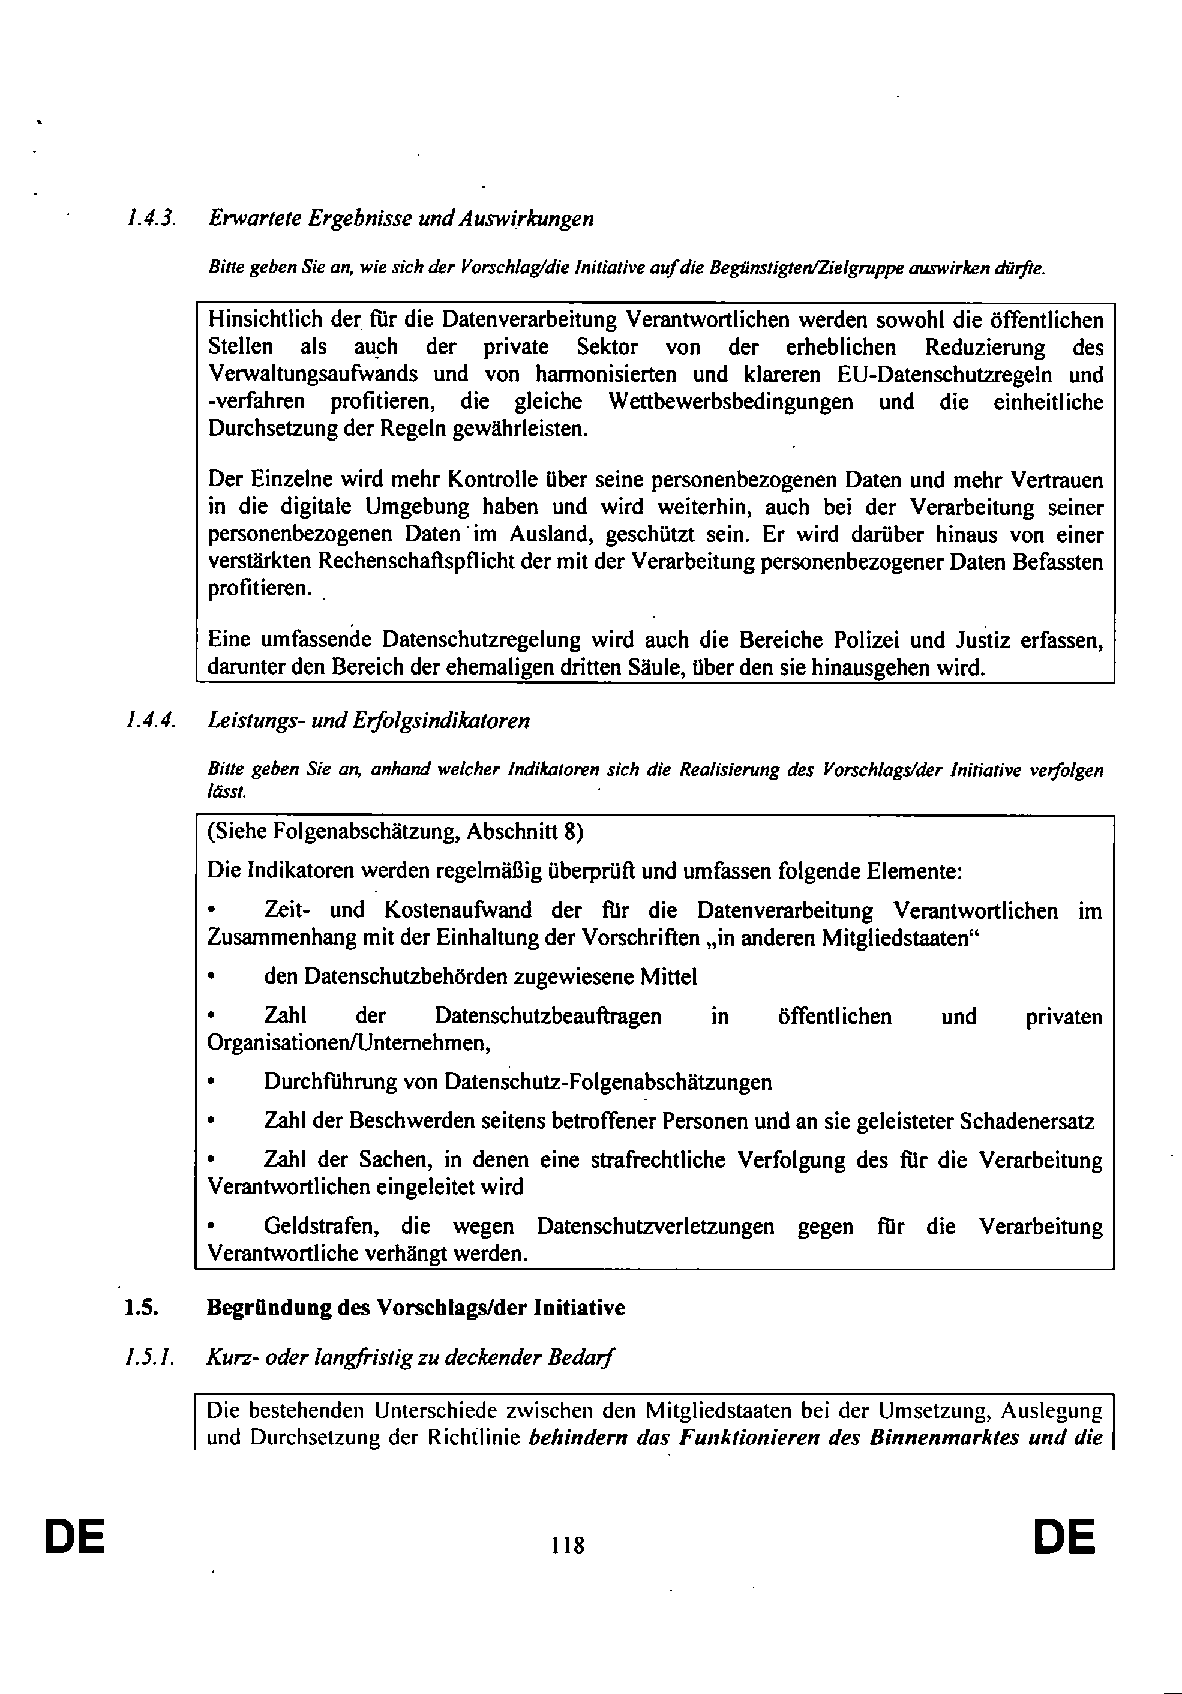 1.4.3. Erwartete Ergebnisse und Auswirkungen
Bitte geben Sie an, wie sich der Vorschlag/die Initiative auf die Begünstigten/Zielgruppe auswirken dürfte.
Hinsichtlich der für die Datenverarbeitung Verantwortlichen werden sowohl die öffentlichen
Stellen als auch der private Sektor von der erheblichen Reduzierung des
Verwaltungsaufwands und von harmonisierten und klareren EU-Datenschutzregeln und
-verfahren profitieren, die gleiche Wettbewerbsbedingungen und die einheitliche
Durchsetzung der Regeln gewährleisten.
Der Einzelne wird mehr Kontrolle über seine personenbezogenen Daten und mehr Vertrauen
in die digitale Umgebung haben und wird weiterhin, auch bei der Verarbeitung seiner
personenbezogenen Daten im Ausland, geschützt sein. Er wird darüber hinaus von einer
verstärkten Rechenschaftspflicht der mit der Verarbeitung personenbezogener Daten Befassten
profitieren.
Eine umfassende Datenschutzregelung wird auch die Bereiche Polizei und Justiz erfassen,
darunter den Bereich der ehemaligen dritten Säule, über den sie hinausgehen wird.
1.4.4. Leistungs- und Erfolgsindikatoren
Bitte geben Sie an, anhand welcher Indikatoren sich die Realisierung des Vorschlags/der Initiative verfolgen
lässt.
(Siehe Folgenabschätzung, Abschnitt 8)
Die Indikatoren werden regelmäßig überprüft und umfassen folgende Elemente:
• Zeit- und Kostenaufwand der für die Datenverarbeitung Verantwortlichen im
Zusammenhang mit der Einhaltung der Vorschriften „in anderen Mitgliedstaaten“
• den Datenschutzbehörden zugewiesene Mittel
• Zahl der Datenschutzbeauftragen in öffentlichen und privaten
Organisationen/Unternehmen,
• Durchführung von Datenschutz-Folgenabschätzungen
• Zahl der Beschwerden seitens betroffener Personen und an sie geleisteter Schadenersatz
• Zahl der Sachen, in denen eine strafrechtliche Verfolgung des für die Verarbeitung
Verantwortlichen eingeleitet wird
• Geldstrafen, die wegen Datenschutzverletzungen gegen für die Verarbeitung
Verantwortliche verhängt werden.
1.5. Begründung des Vorschlags/der Initiative
1.5.1. Kurz- oder langfristig zu deckender Bedarf
Die bestehenden Unterschiede zwischen den Mitgliedstaaten bei der Umsetzung, Auslegung
und Durchsetzung der Richtlinie behindern das Funktionieren des Binnenmarktes und die
DE 118 DE